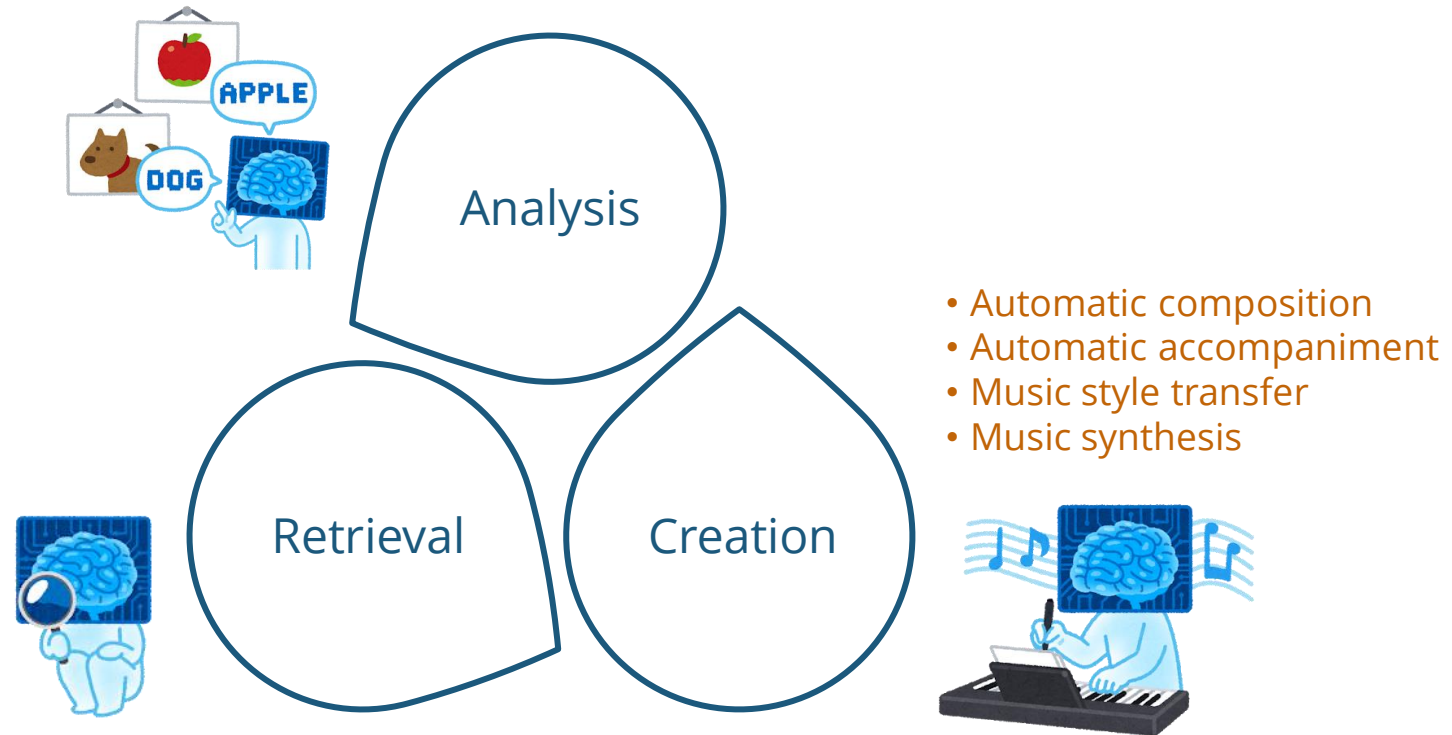 APPLE
DOG
Analysis
• Automatic composition
• Automatic accompaniment
• Music style transfer
• Music synthesis
Retrieval
Creation